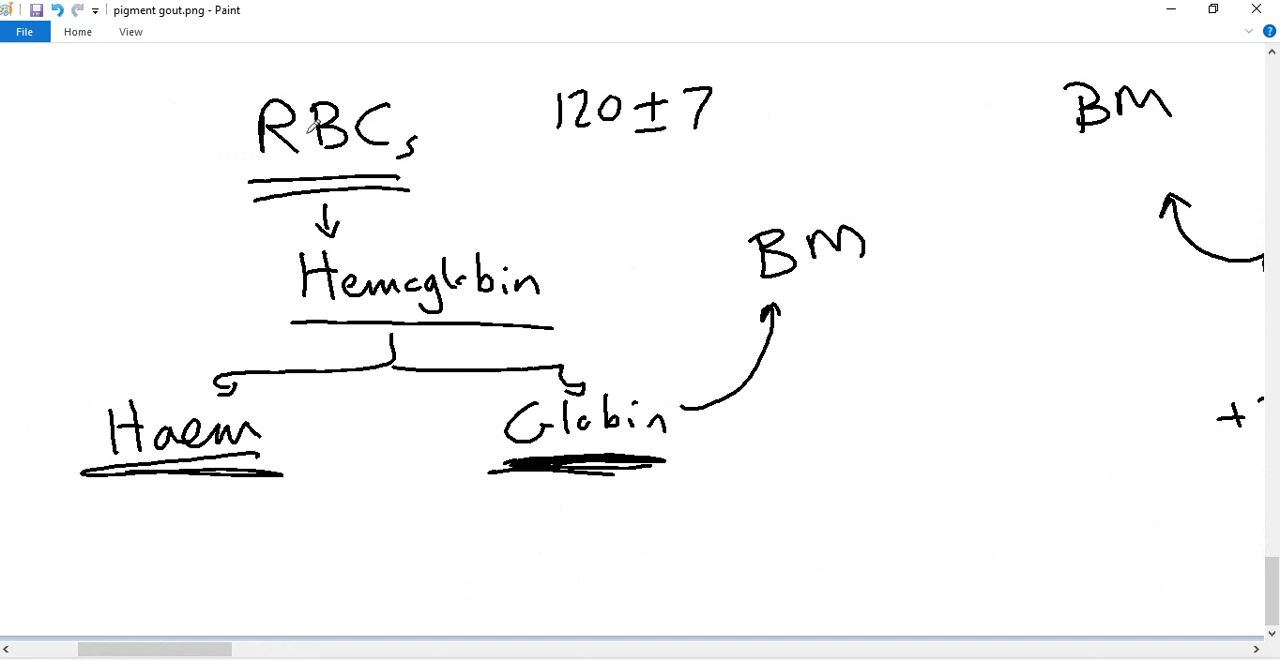 pigment gout.png - Paint
File Home View
RBCs 120 ± 7 BM
Hemoglobin BM
Haem Globin +